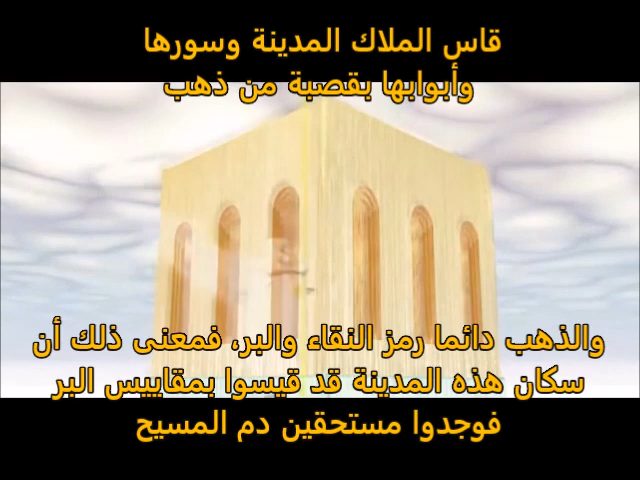 قاس الملاك المدينة وسورها
وأبوابها بقصبة من ذهب
والذهب دائما رمز النقاء والبر، فمعنى ذلك أن
سكان هذه المدينة قد قيسوا بمقاييس البر
فوجدوا مستحقين دم المسيح